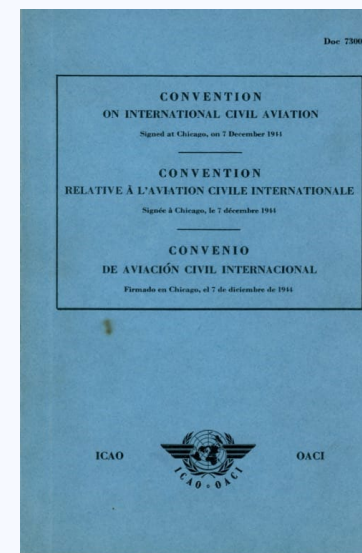 Doc 7300
CONVENTION
ON INTERNATIONAL CIVIL AVIATION
Signed at Chicago, on 7 December 1944
CONVENTION
RELATIVE À L'AVIATION CIVILE INTERNATIONALE
Signée à Chicago, le 7 décembre 1944
CONVENIO
DE AVIACIÓN CIVIL INTERNACIONAL
Firmado en Chicago, el 7 de diciembre de 1944
ICAO
OACI
ICAO • OACI